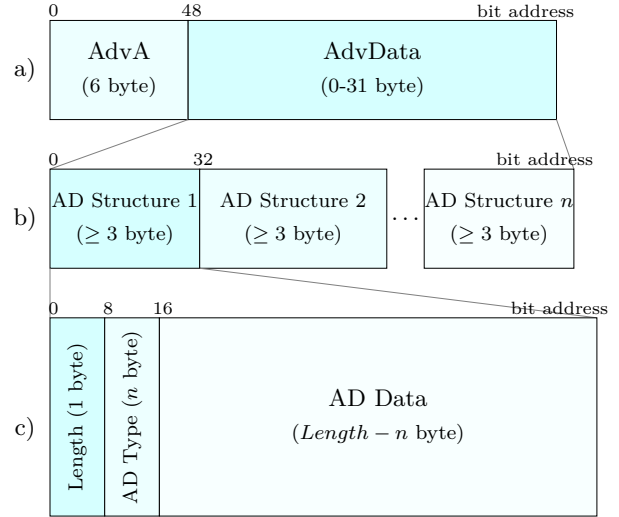 0 48 bit address
a) AdvA AdvData
(6 byte) (0-31 byte)
0 32 bit address
b) AD Structure 1 AD Structure 2 ... AD Structure n
(≥ 3 byte) (≥ 3 byte) (≥ 3 byte)
0 8 16 bit address
c)
Length (1 byte)
AD Type (n byte)
AD Data
(Length − n byte)